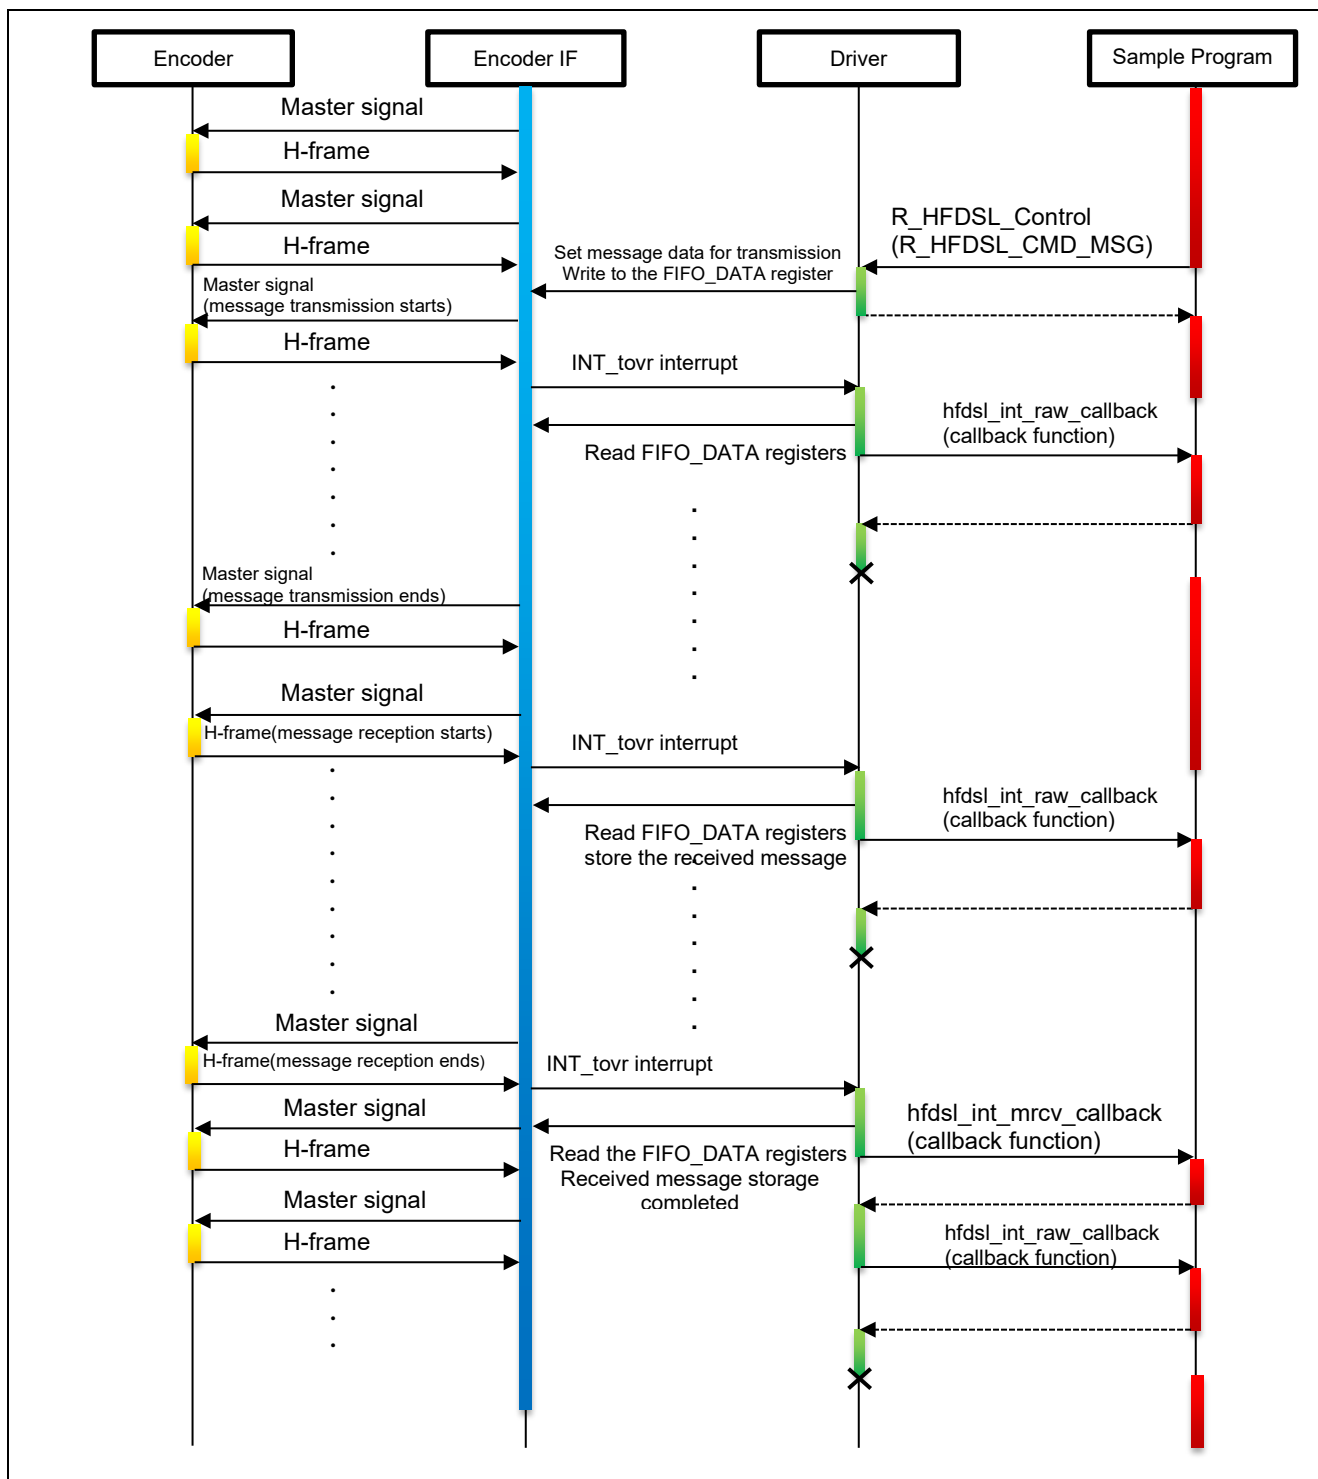 Encoder
Encoder IF
Driver
Sample Program
Master signal
H-frame
Master signal
H-frame
R_HFDSL_Control
(R_HFDSL_CMD_MSG)
Set message data for transmission
Write to the FIFO_DATA register
Master signal
(message transmission starts)
H-frame
INT_tovr interrupt
hfdsl_int_raw_callback
(callback function)
Read FIFO_DATA registers
Master signal
(message transmission ends)
H-frame
Master signal
H-frame(message reception starts)
INT_tovr interrupt
hfdsl_int_raw_callback
(callback function)
Read FIFO_DATA registers
store the received message
Master signal
H-frame(message reception ends)
INT_tovr interrupt
Master signal
hfdsl_int_mrcv_callback
(callback function)
H-frame
Read the FIFO_DATA registers
Received message storage
completed
Master signal
H-frame
hfdsl_int_raw_callback
(callback function)